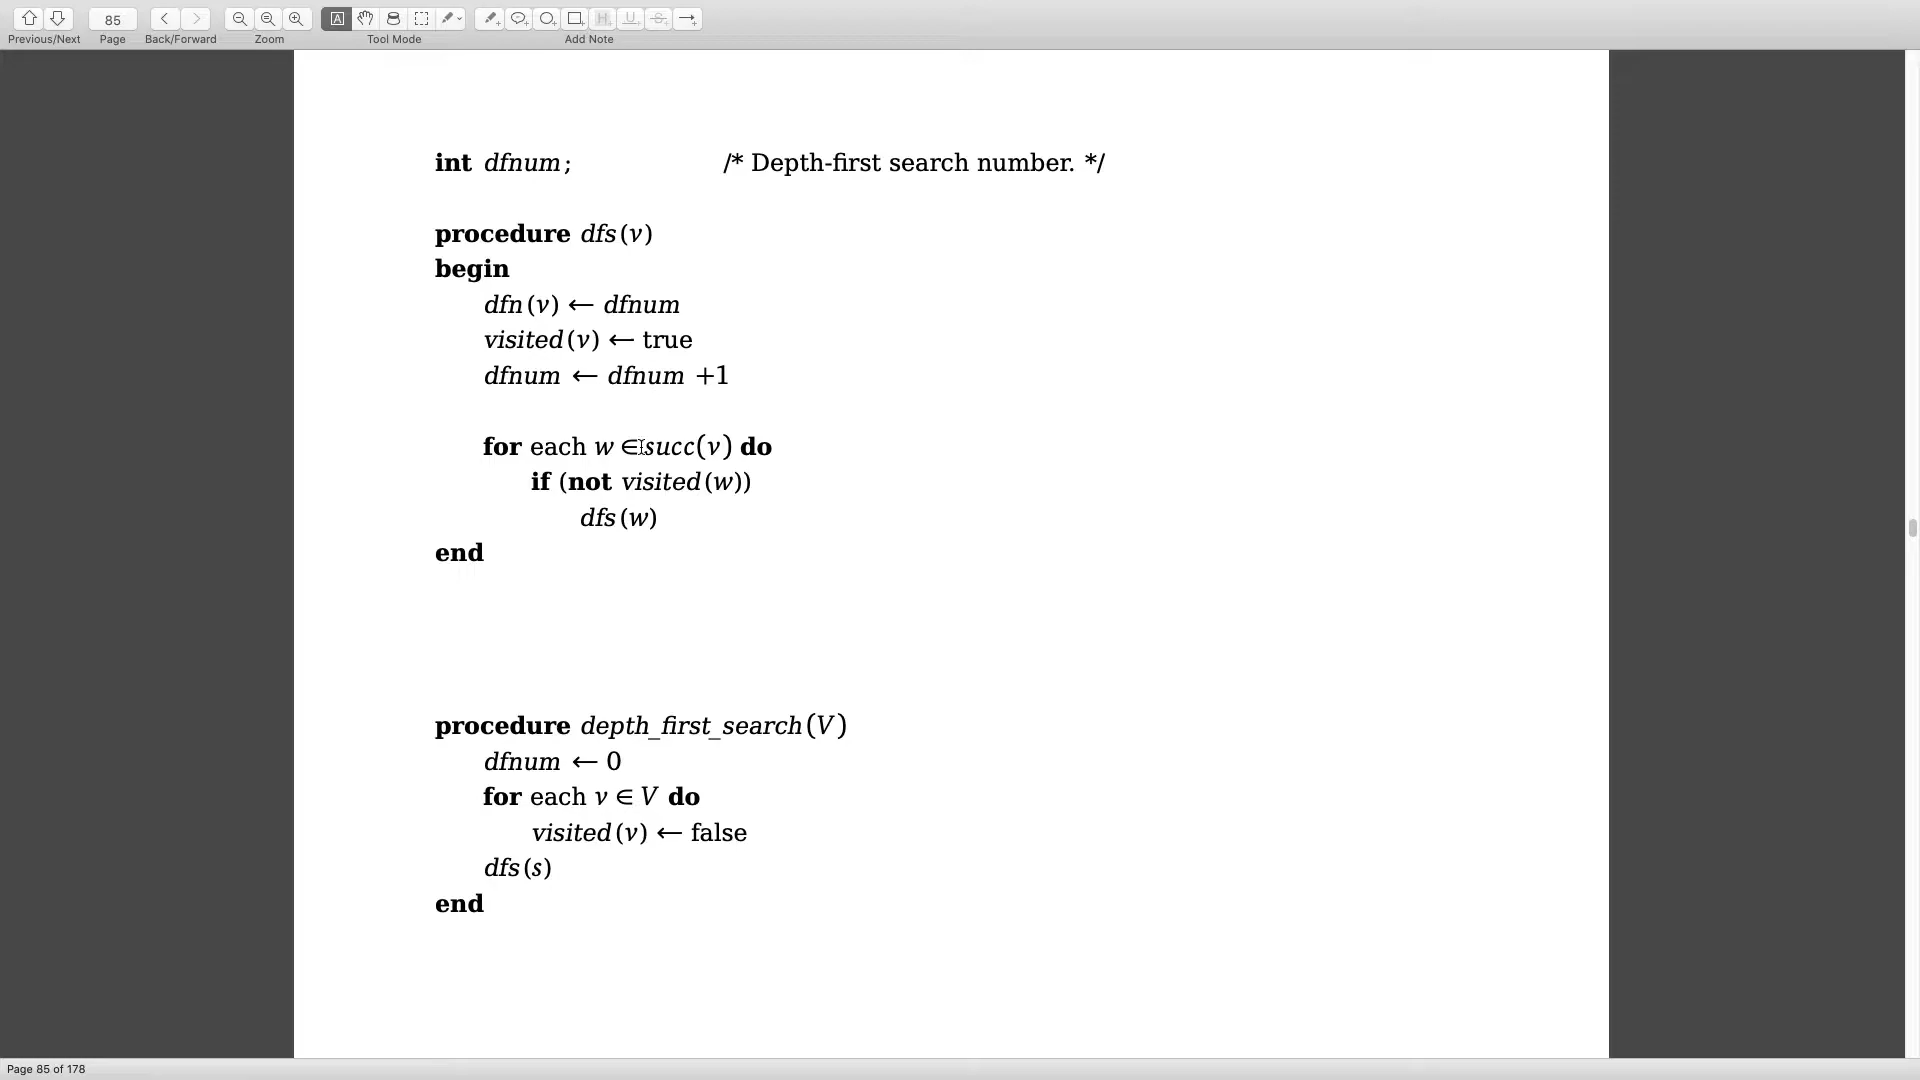 85
A
H
U
S
Previous/Next Page Back/Forward Zoom Tool Mode Add Note
int dfnum; /* Depth-first search number. */
procedure dfs(v)
begin
dfn(v) ← dfnum
visited(v) ← true
dfnum ← dfnum +1
for each w ∈ succ(v) do
if (not visited(w))
dfs(w)
end
procedure depth_first_search(V)
dfnum ← 0
for each v ∈ V do
visited(v) ← false
dfs(s)
end
Page 85 of 178